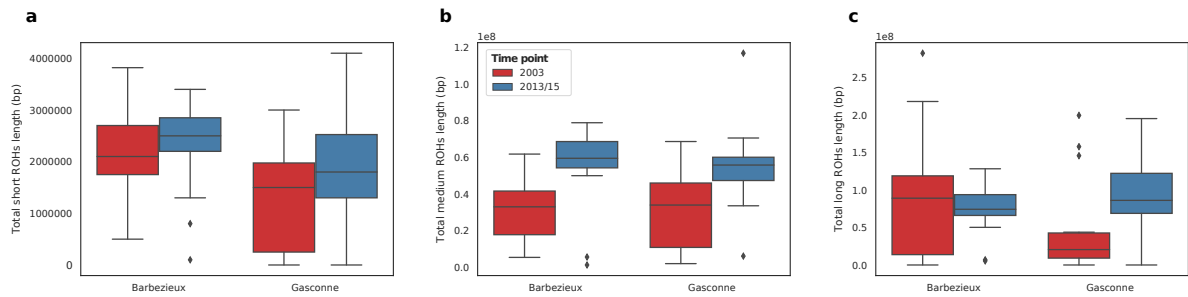 a
Total short ROHs length (bp)
4000000
3000000
2000000
1000000
0
Barbezieux Gasconne
b
1e8
Total medium ROHs length (bp)
1.2
1.0
0.8
0.6
0.4
0.2
0.0
Time point
2003
2013/15
Barbezieux Gasconne
c
1e8
Total long ROHs length (bp)
2.5
2.0
1.5
1.0
0.5
0.0
Barbezieux Gasconne